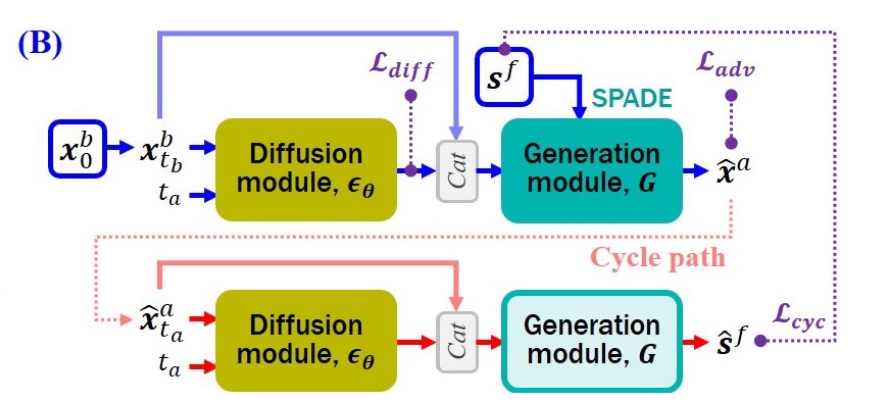 (B)
ℒ_diff
s^f
ℒ_adv
SPADE
x_0^b
x_{t_b}^b
t_a
Diffusion
module, ϵ_θ
Cat
Generation
module, G
x̂^a
Cycle path
x̂_{t_a}^a
t_a
Diffusion
module, ϵ_θ
Cat
Generation
module, G
ŝ^f
ℒ_cyc